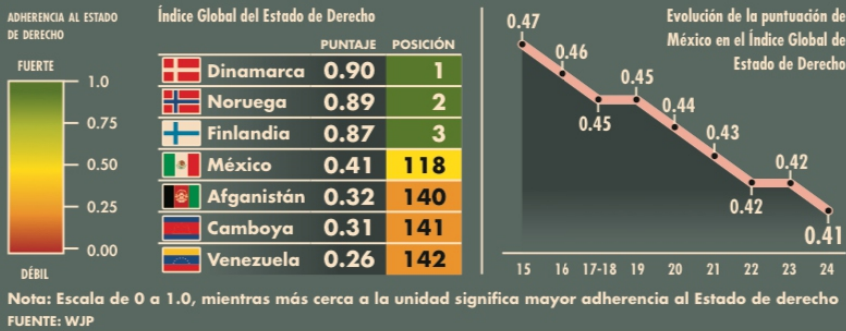 ADHERENCIA AL ESTADO
DE DERECHO
FUERTE
1.0
0.75
0.50
0.25
0.00
DÉBIL
Índice Global del Estado de Derecho
PUNTAJE POSICIÓN
Dinamarca 0.90 1
Noruega 0.89 2
Finlandia 0.87 3
México 0.41 118
Afganistán 0.32 140
Camboya 0.31 141
Venezuela 0.26 142
Evolución de la puntuación de
México en el Índice Global de
Estado de Derecho
0.47
0.46
0.45
0.45
0.44
0.43
0.42
0.42
0.41
15 16 17-18 19 20 21 22 23 24
Nota: Escala de 0 a 1.0, mientras más cerca a la unidad significa mayor adherencia al Estado de derecho
FUENTE: WJP